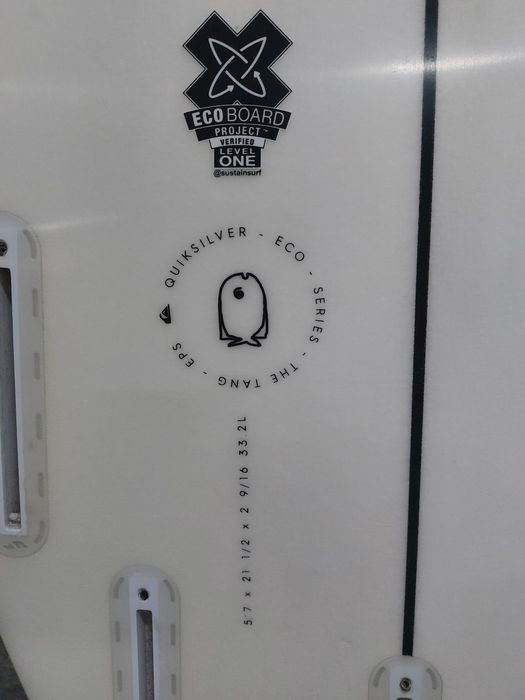 ECOBOARD
PROJECT™
VERIFIED
LEVEL
ONE
@sustainsurf
QUIKSILVER - ECO - SERIES - THE TANG - EPS
5'7 x 21 1/2 x 2 9/16 33 2L